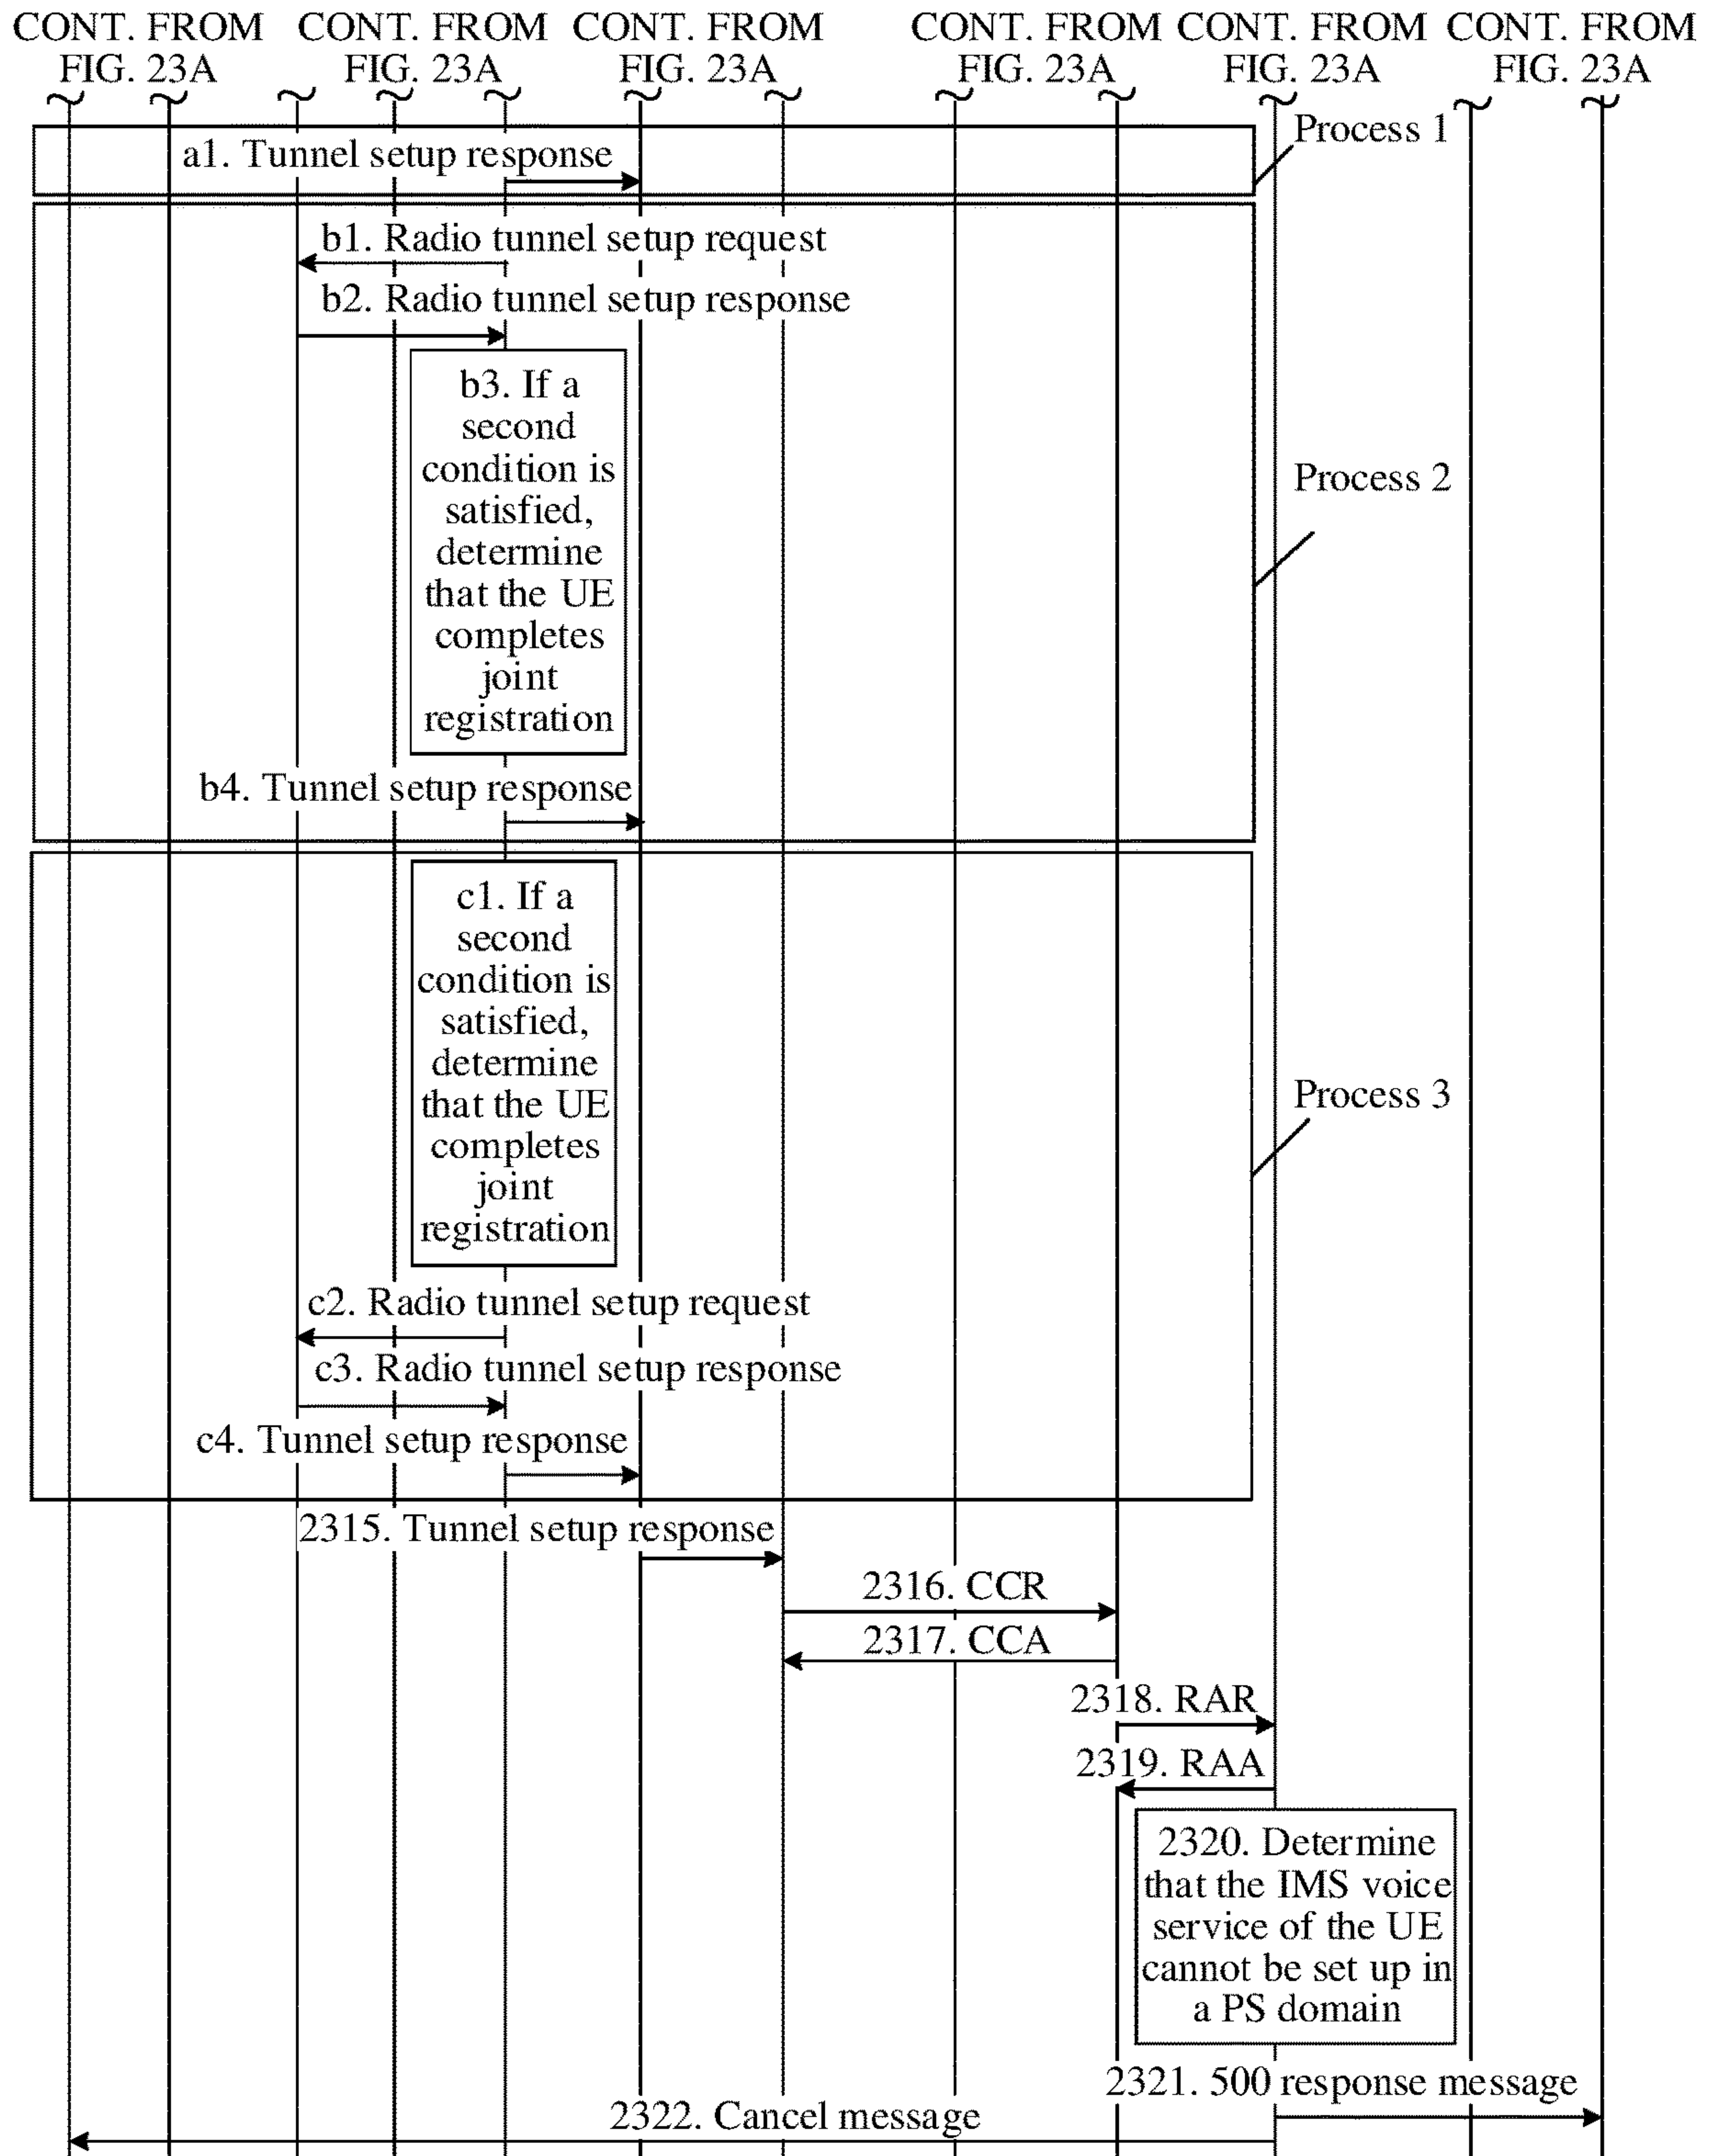 CONT. FROM FIG. 23A
CONT. FROM FIG. 23A
CONT. FROM FIG. 23A
CONT. FROM FIG. 23A
CONT. FROM FIG. 23A
CONT. FROM FIG. 23A
Process 1
a1. Tunnel setup response
b1. Radio tunnel setup request
b2. Radio tunnel setup response
b3. If a
second
condition is
satisfied,
determine
that the UE
completes
joint
registration
Process 2
b4. Tunnel setup response
c1. If a
second
condition is
satisfied,
determine
that the UE
completes
joint
registration
Process 3
c2. Radio tunnel setup request
c3. Radio tunnel setup response
c4. Tunnel setup response
2315. Tunnel setup response
2316. CCR
2317. CCA
2318. RAR
2319. RAA
2320. Determine
that the IMS voice
service of the UE
cannot be set up in
a PS domain
2321. 500 response message
2322. Cancel message